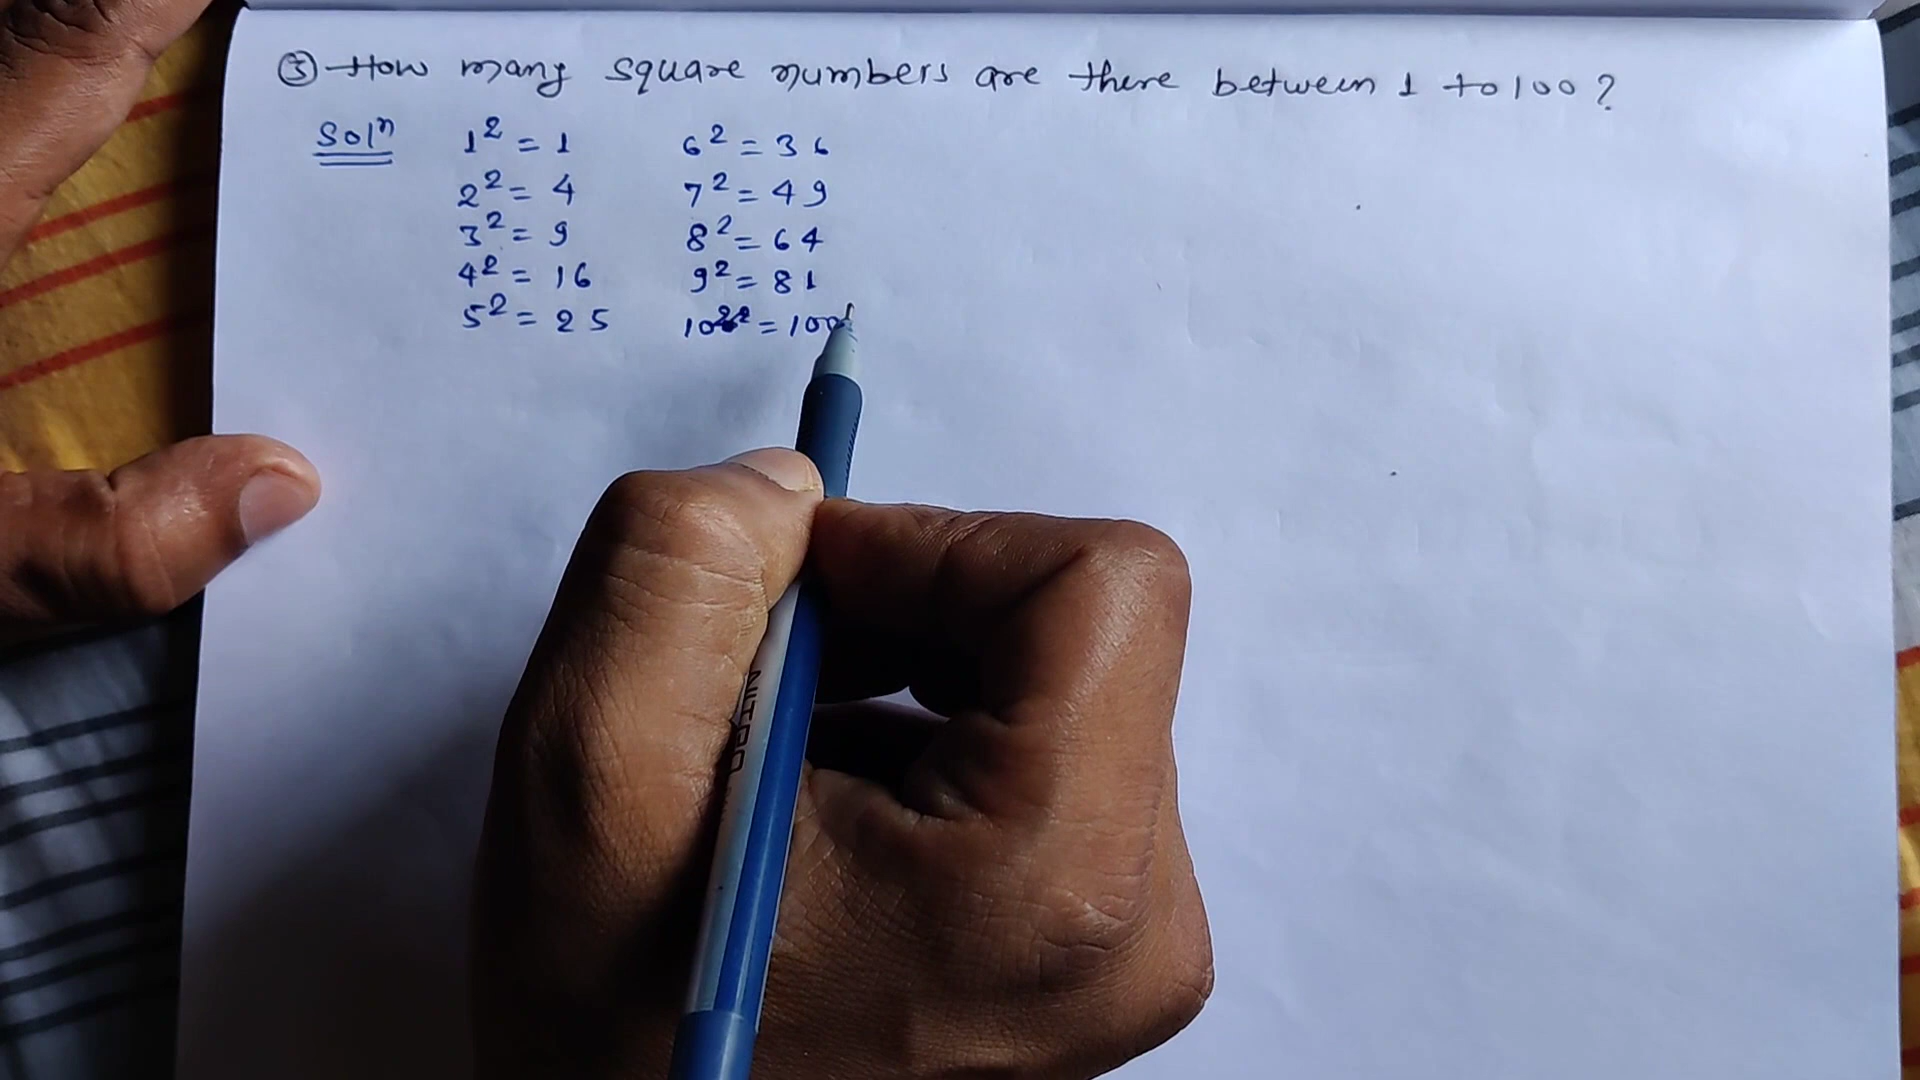 ③ How many square numbers are there between 1 to 100?
Solⁿ 1² = 1 6² = 36
2² = 4 7² = 49
3² = 9 8² = 64
4² = 16 9² = 81
5² = 25 10² = 100
NITRO